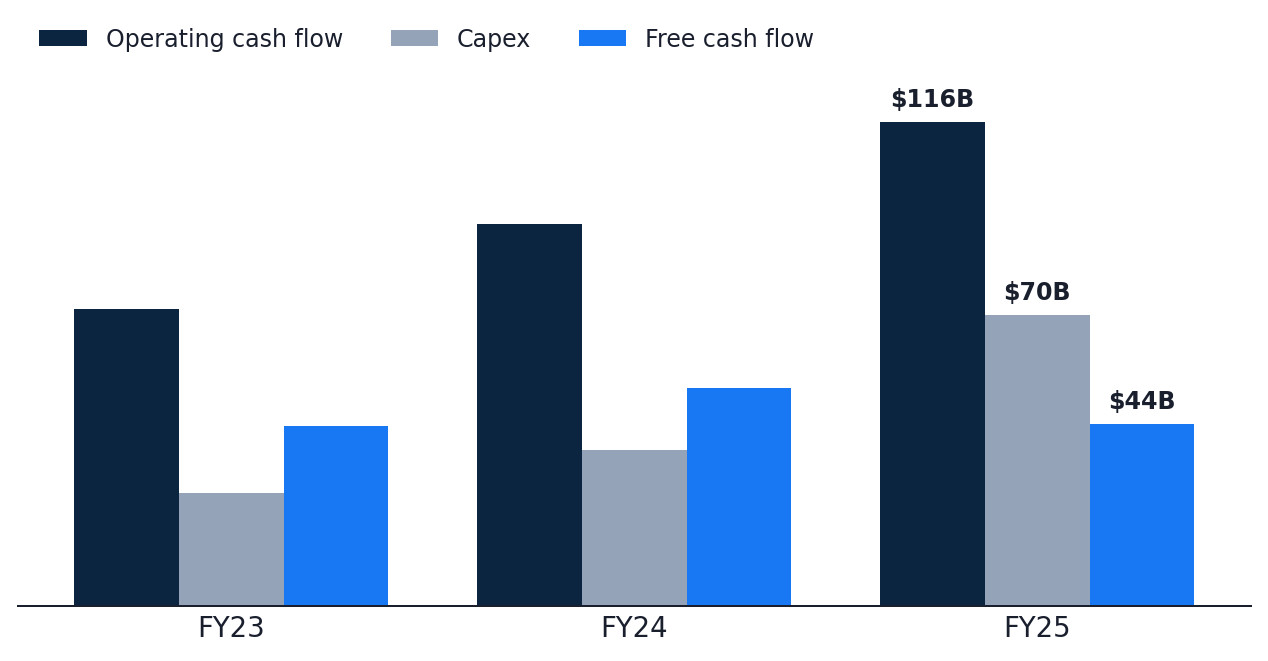 Operating cash flow Capex Free cash flow
$116B
$70B
$44B
FY23 FY24 FY25